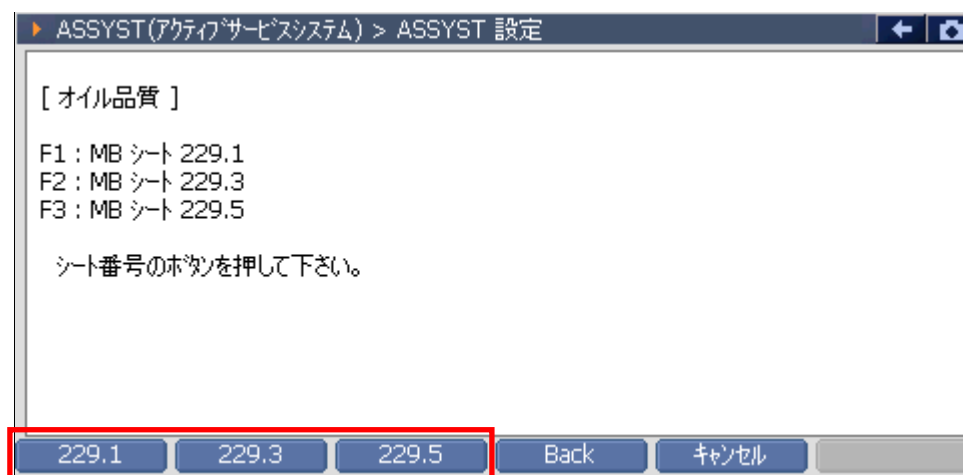 ASSYST(ｱｸﾃｨﾌﾞｻｰﾋﾞｽｼｽﾃﾑ) > ASSYST 設定
[ オイル品質 ]
F1 : MB ｼｰﾄ 229.1
F2 : MB ｼｰﾄ 229.3
F3 : MB ｼｰﾄ 229.5
ｼｰﾄ番号のﾎﾞﾀﾝを押して下さい。
229.1 229.3 229.5 Back ｷｬﾝｾﾙ